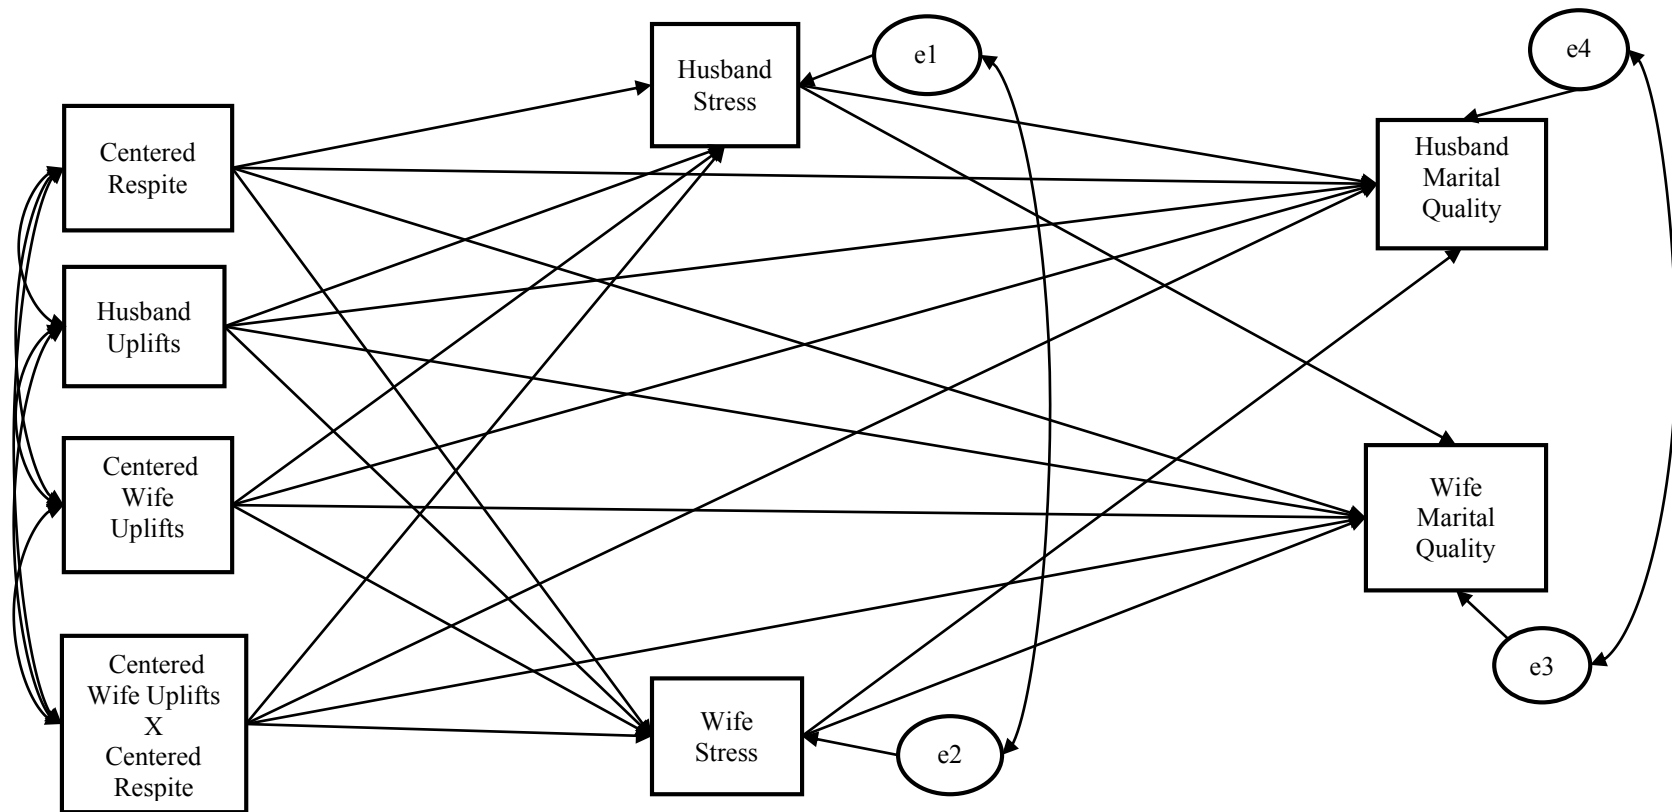 Centered
Respite
Husband
Uplifts
Centered
Wife
Uplifts
Centered
Wife Uplifts
X
Centered
Respite
Husband
Stress
e1
Wife
Stress
e2
e4
Husband
Marital
Quality
Wife
Marital
Quality
e3